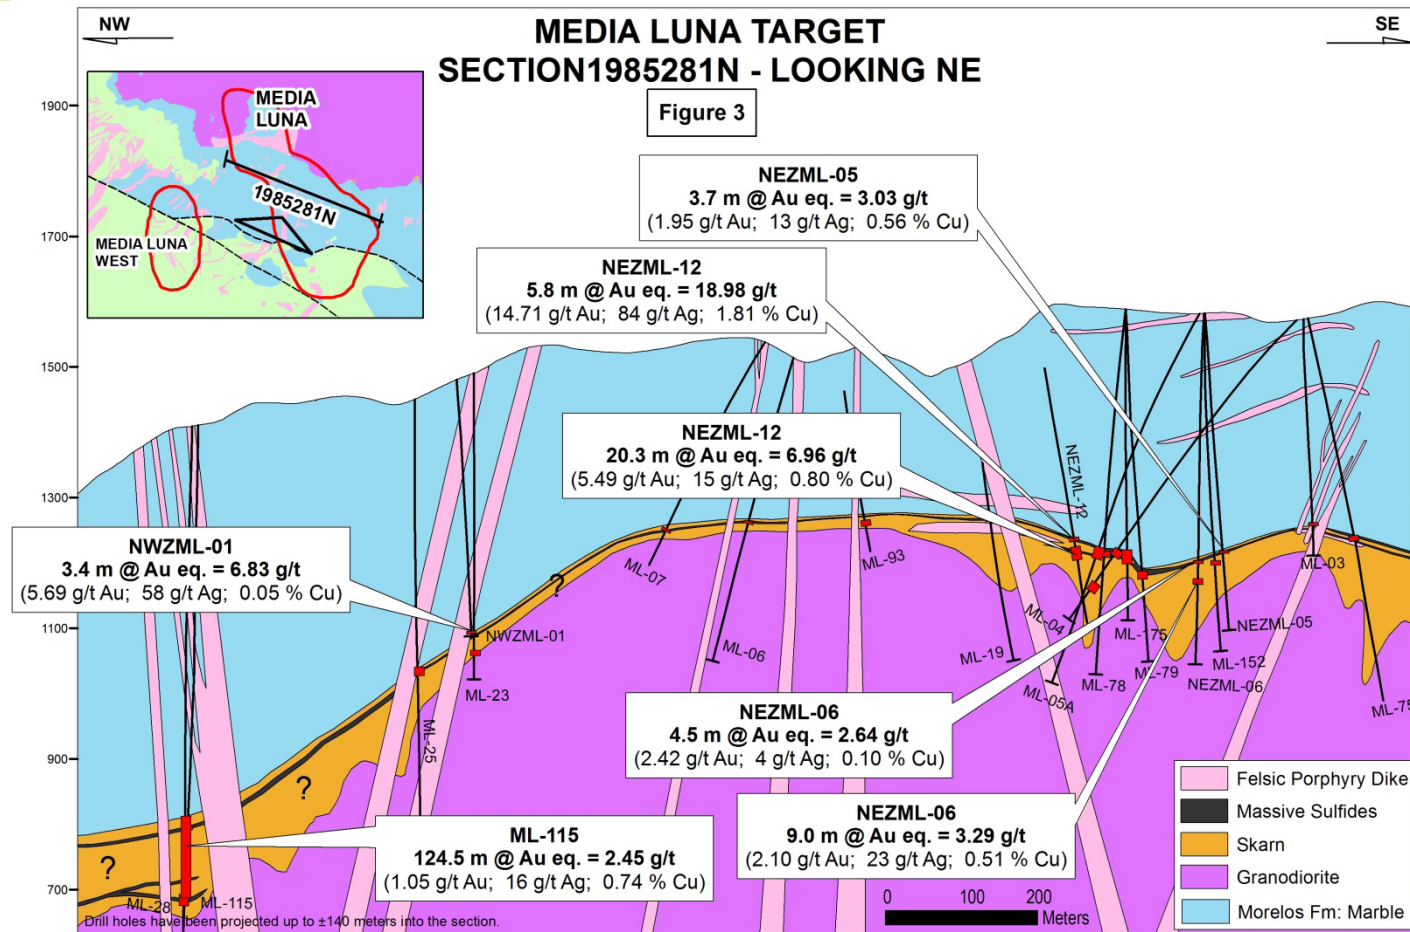 NW
MEDIA LUNA TARGET
SECTION1985281N - LOOKING NE
SE
Figure 3
MEDIA
LUNA
1985281N
MEDIA LUNA
WEST
1900
1700
1500
1300
1100
900
700
NEZML-05
3.7 m @ Au eq. = 3.03 g/t
(1.95 g/t Au; 13 g/t Ag; 0.56 % Cu)
NEZML-12
5.8 m @ Au eq. = 18.98 g/t
(14.71 g/t Au; 84 g/t Ag; 1.81 % Cu)
NEZML-12
20.3 m @ Au eq. = 6.96 g/t
(5.49 g/t Au; 15 g/t Ag; 0.80 % Cu)
NEZML-12
NWZML-01
3.4 m @ Au eq. = 6.83 g/t
(5.69 g/t Au; 58 g/t Ag; 0.05 % Cu)
NWZML-01
ML-23
ML-25
?
?
?
ML-07
ML-06
ML-93
ML-19
ML-04
ML-05A
ML-78
ML-175
ML-79
NEZML-06
ML-152
NEZML-05
ML-03
ML-75
NEZML-06
4.5 m @ Au eq. = 2.64 g/t
(2.42 g/t Au; 4 g/t Ag; 0.10 % Cu)
NEZML-06
9.0 m @ Au eq. = 3.29 g/t
(2.10 g/t Au; 23 g/t Ag; 0.51 % Cu)
ML-115
124.5 m @ Au eq. = 2.45 g/t
(1.05 g/t Au; 16 g/t Ag; 0.74 % Cu)
ML-28
ML-115
Drill holes have been projected up to ±140 meters into the section.
0 100 200
Meters
Felsic Porphyry Dike
Massive Sulfides
Skarn
Granodiorite
Morelos Fm: Marble